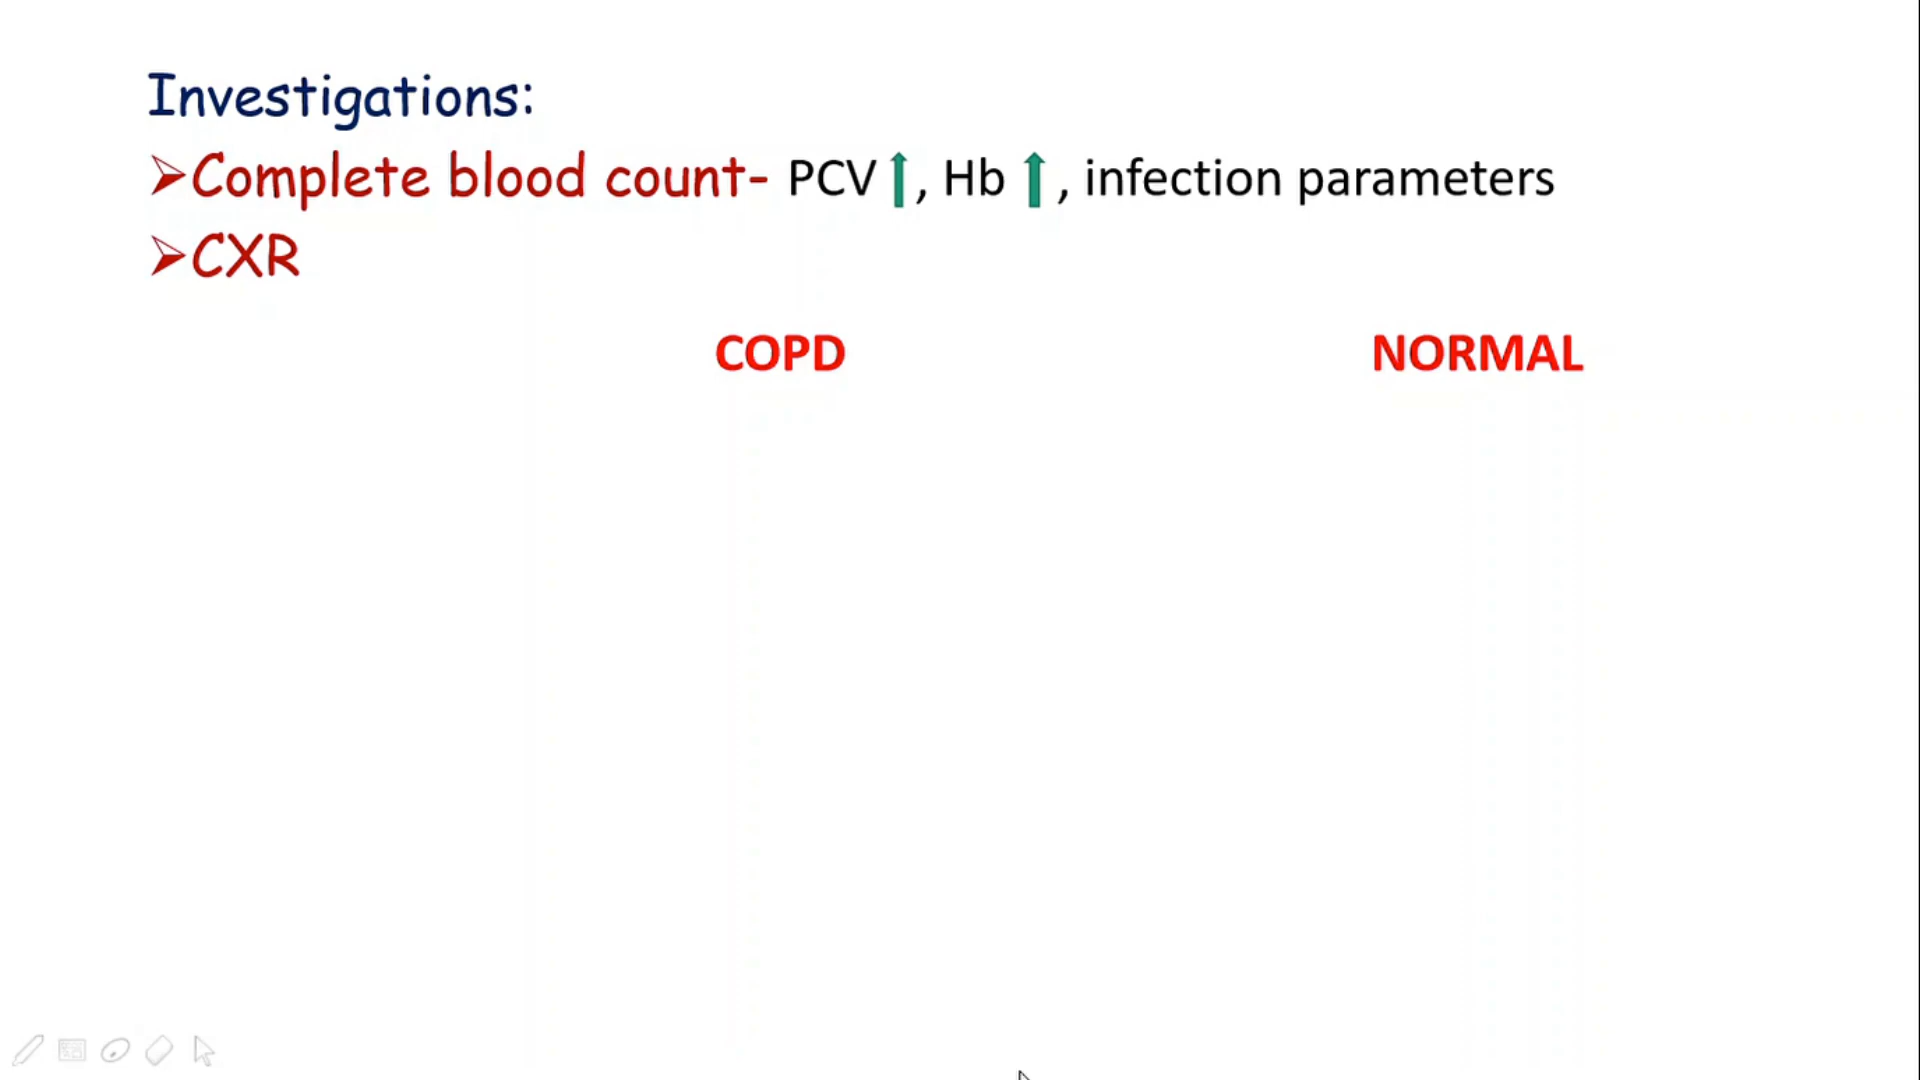 Investigations:
➢Complete blood count- PCV⬆, Hb ⬆, infection parameters
➢CXR
COPD NORMAL